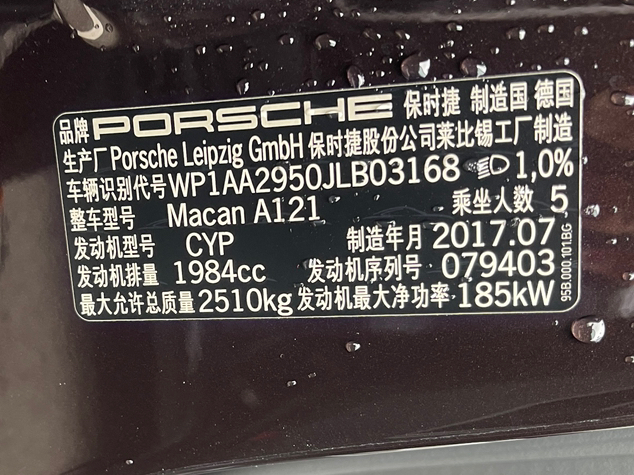 品牌 PORSCHE 保时捷 制造国 德国
生产厂 Porsche Leipzig GmbH 保时捷股份公司莱比锡工厂制造
车辆识别代号 WP1AA2950JLB03168 1,0%
整车型号 Macan A121 乘坐人数 5
发动机型号 CYP 制造年月 2017.07
发动机排量 1984cc 发动机序列号 079403
最大允许总质量 2510kg 发动机最大净功率 185kW
95B.000.101.BG